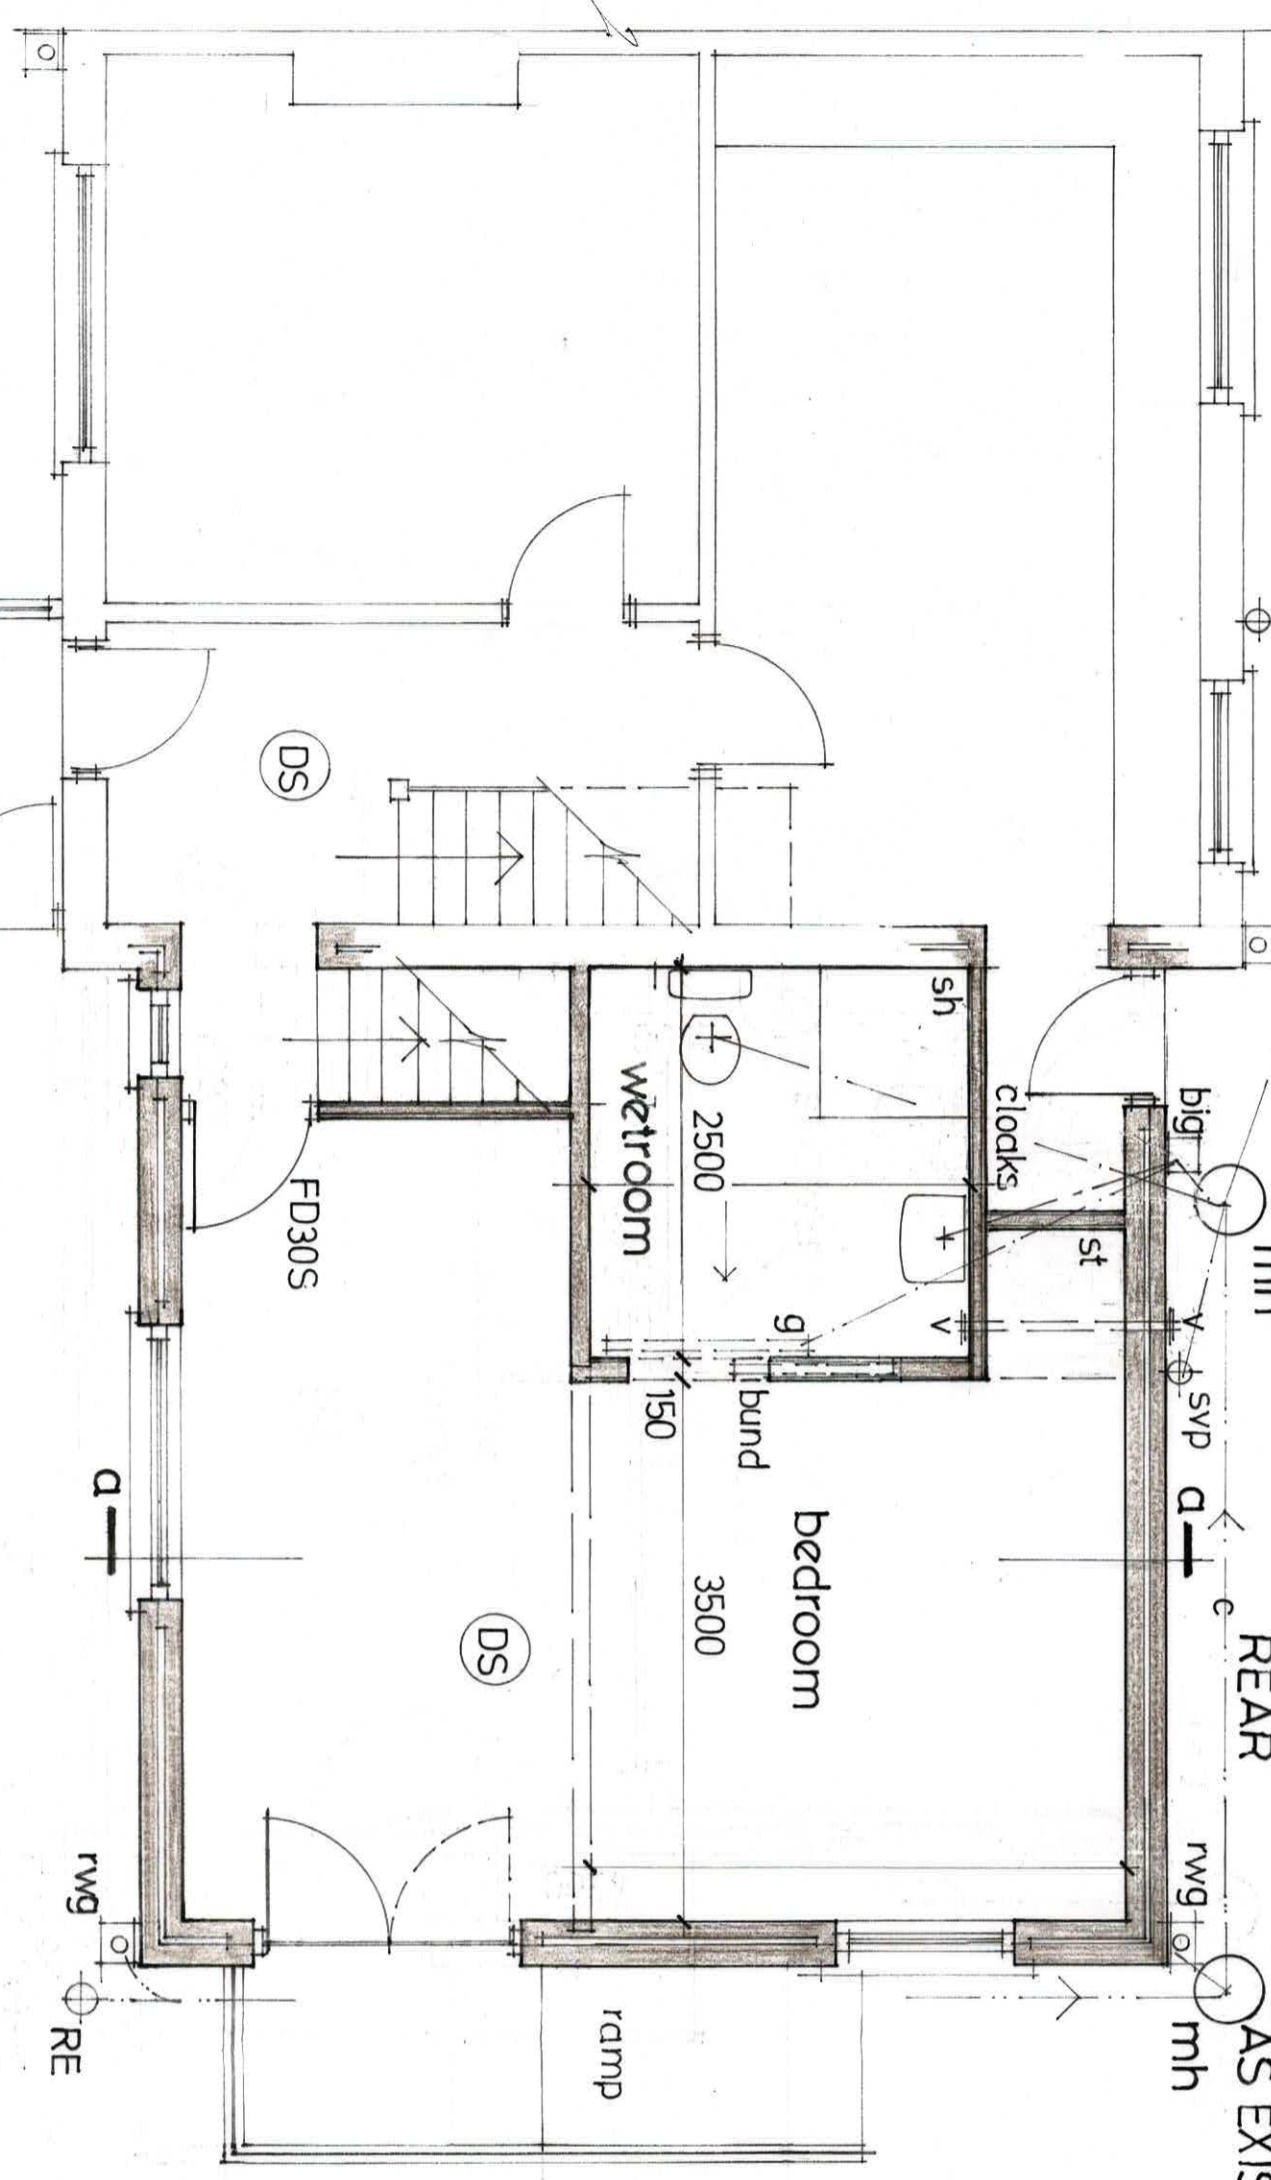 REAR
AS EXIS
mh
mh
rwg
c
a
svp
v
big
st
v
cloaks
sh
g
bedroom
bund
2500
3500
150
wetroom
ramp
DS
DS
FD30S
a
rwg
RE